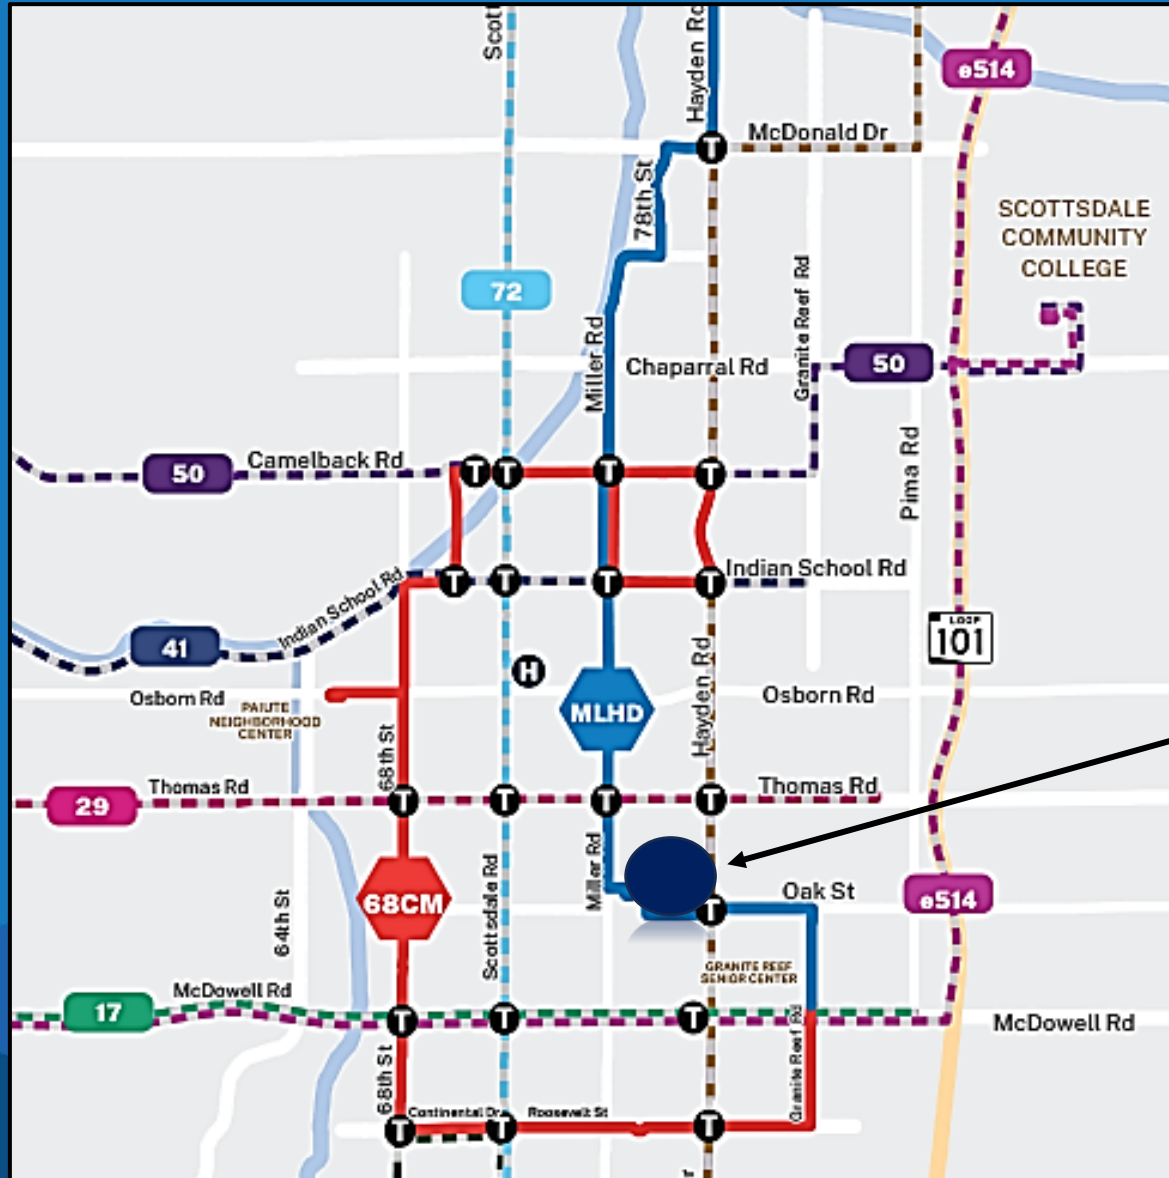 Scott
Hayden Rd
e514
McDonald Dr
T
78th St
SCOTTSDALE
COMMUNITY
COLLEGE
72
Granite Reef Rd
Miller Rd
Chaparral Rd
50
Pima Rd
50
Camelback Rd
T
T
T
T
Indian School Rd
T
T
T
T
Indian School Rd
41
LOOP
101
H
Osborn Rd
PAIUTE
NEIGHBORHOOD
CENTER
MLHD
Hayden Rd
Osborn Rd
68th St
29
Thomas Rd
T
T
T
T
Thomas Rd
Miller Rd
68CM
Scottsdale Rd
64th St
T
Oak St
e514
GRANITE REEF
SENIOR CENTER
17
McDowell Rd
T
T
T
Granite Reef Rd
McDowell Rd
68th St
Continental Dr
Roosevelt St
T
T
T